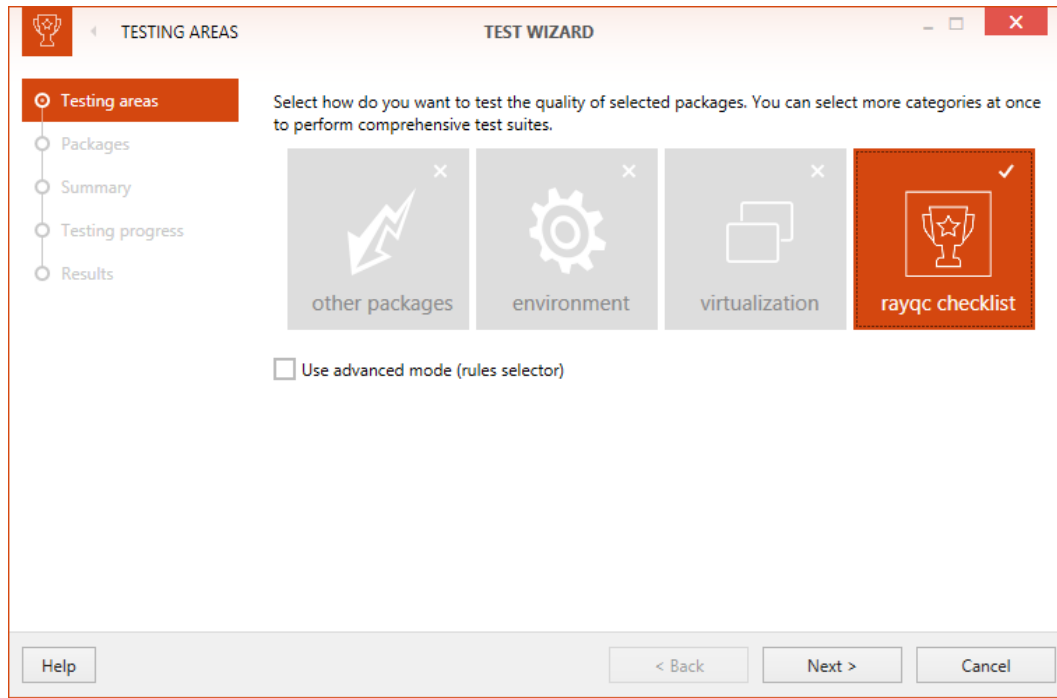 TESTING AREAS
TEST WIZARD
Testing areas
Packages
Summary
Testing progress
Results
Select how do you want to test the quality of selected packages. You can select more categories at once
to perform comprehensive test suites.
other packages
environment
virtualization
rayqc checklist
Use advanced mode (rules selector)
Help
< Back
Next >
Cancel